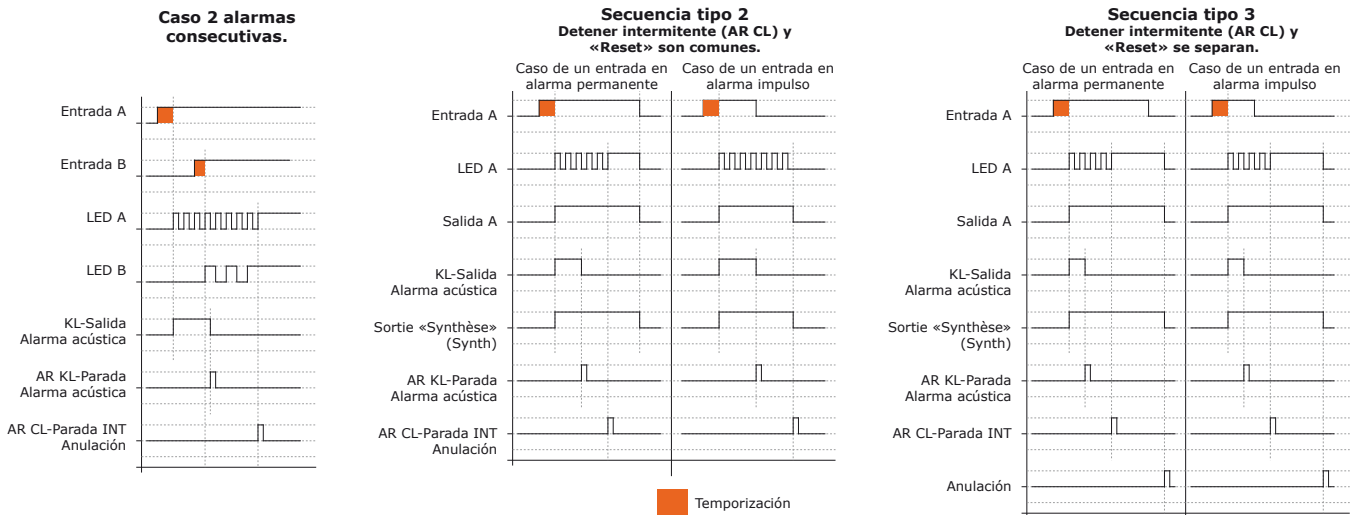 Caso 2 alarmas
consecutivas.
Entrada A
Entrada B
LED A
LED B
KL-Salida
Alarma acústica
AR KL-Parada
Alarma acústica
AR CL-Parada INT
Anulación
Secuencia tipo 2
Detener intermitente (AR CL) y
«Reset» son comunes.
Caso de un entrada en
alarma permanente
Caso de un entrada en
alarma impulso
Entrada A
LED A
Salida A
KL-Salida
Alarma acústica
Sortie «Synthèse»
(Synth)
AR KL-Parada
Alarma acústica
AR CL-Parada INT
Anulación
Temporización
Secuencia tipo 3
Detener intermitente (AR CL) y
«Reset» se separan.
Caso de un entrada en
alarma permanente
Caso de un entrada en
alarma impulso
Entrada A
LED A
Salida A
KL-Salida
Alarma acústica
Sortie «Synthèse»
(Synth)
AR KL-Parada
Alarma acústica
AR CL-Parada INT
Anulación